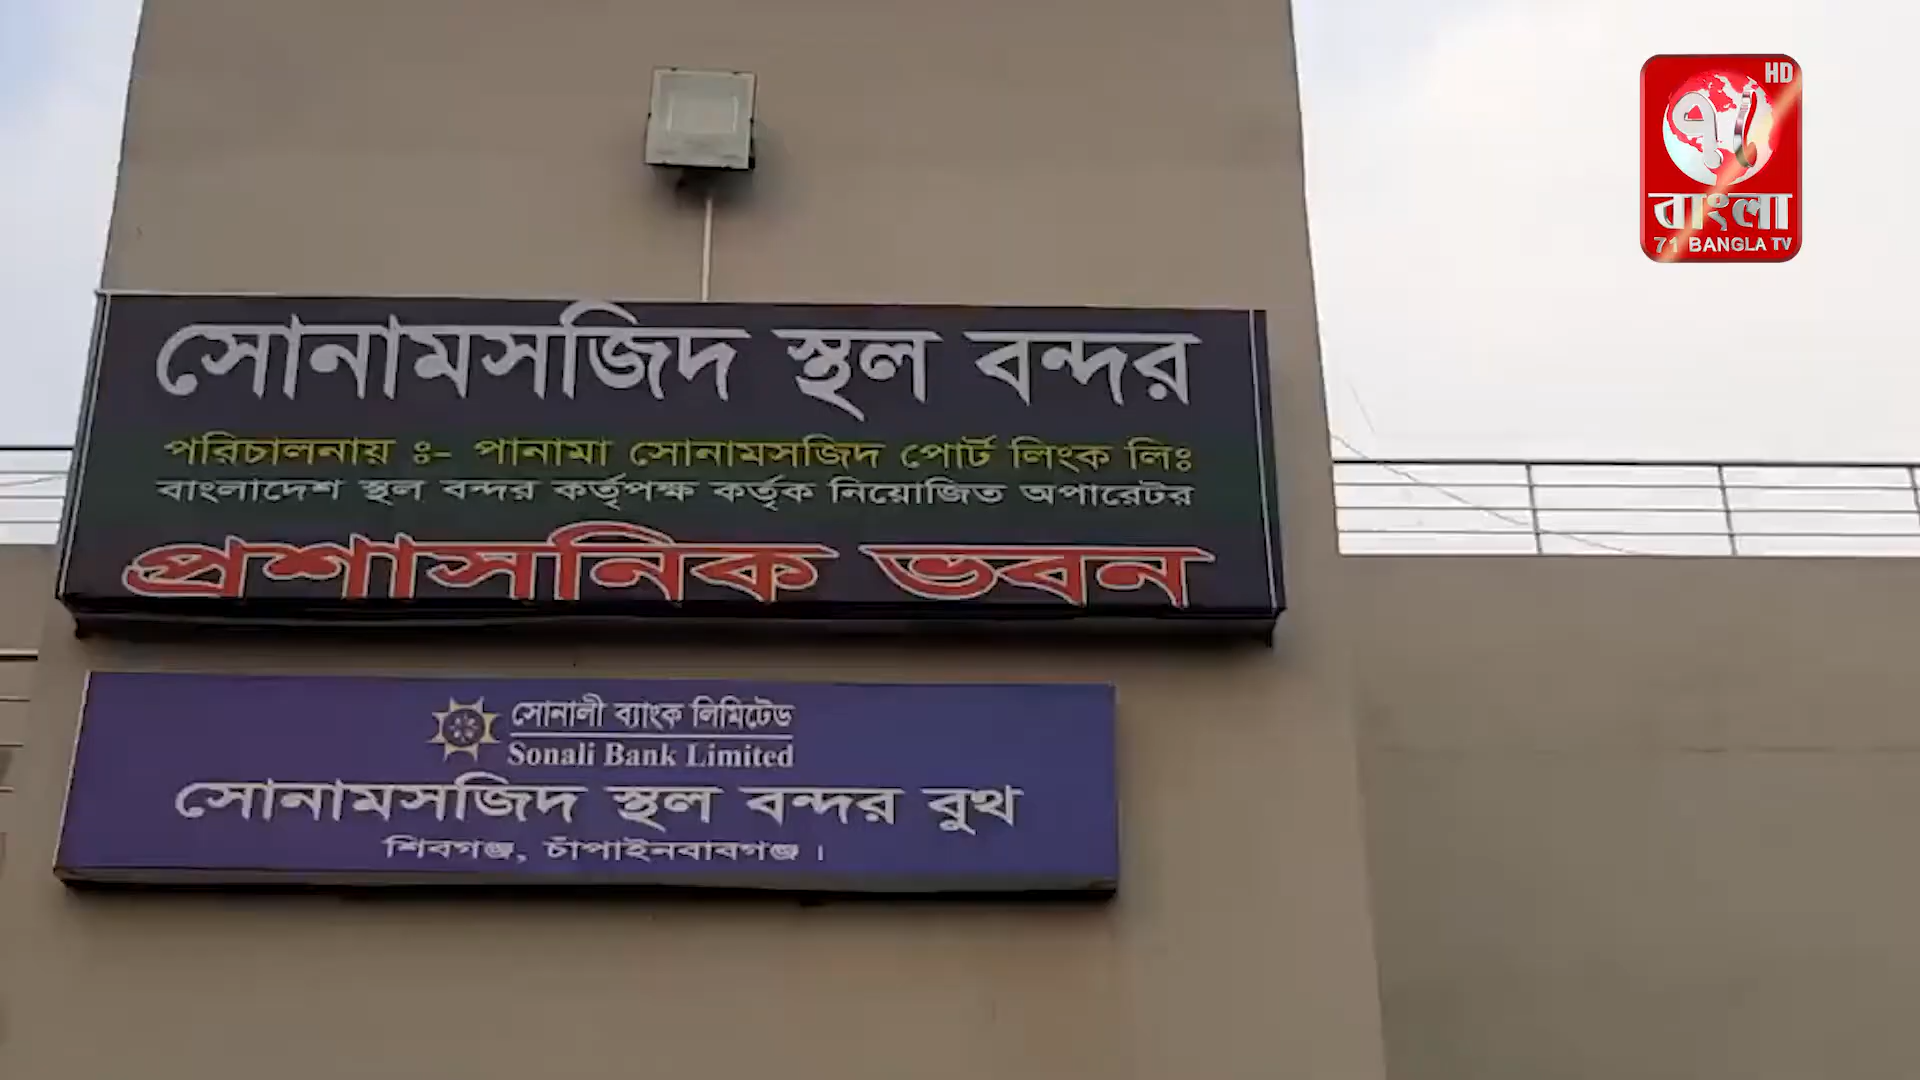 HD
৭১
বাংলা
71 BANGLA TV
সোনামসজিদ স্থল বন্দর
পরিচালনায় ঃ- পানামা সোনামসজিদ পোর্ট লিংক লিঃ
বাংলাদেশ স্থল বন্দর কর্তৃপক্ষ কর্তৃক নিয়োজিত অপারেটর
প্রশাসনিক ভবন
সোনালী ব্যাংক লিমিটেড
Sonali Bank Limited
সোনামসজিদ স্থল বন্দর বুথ
শিবগঞ্জ, চাঁপাইনবাবগঞ্জ।